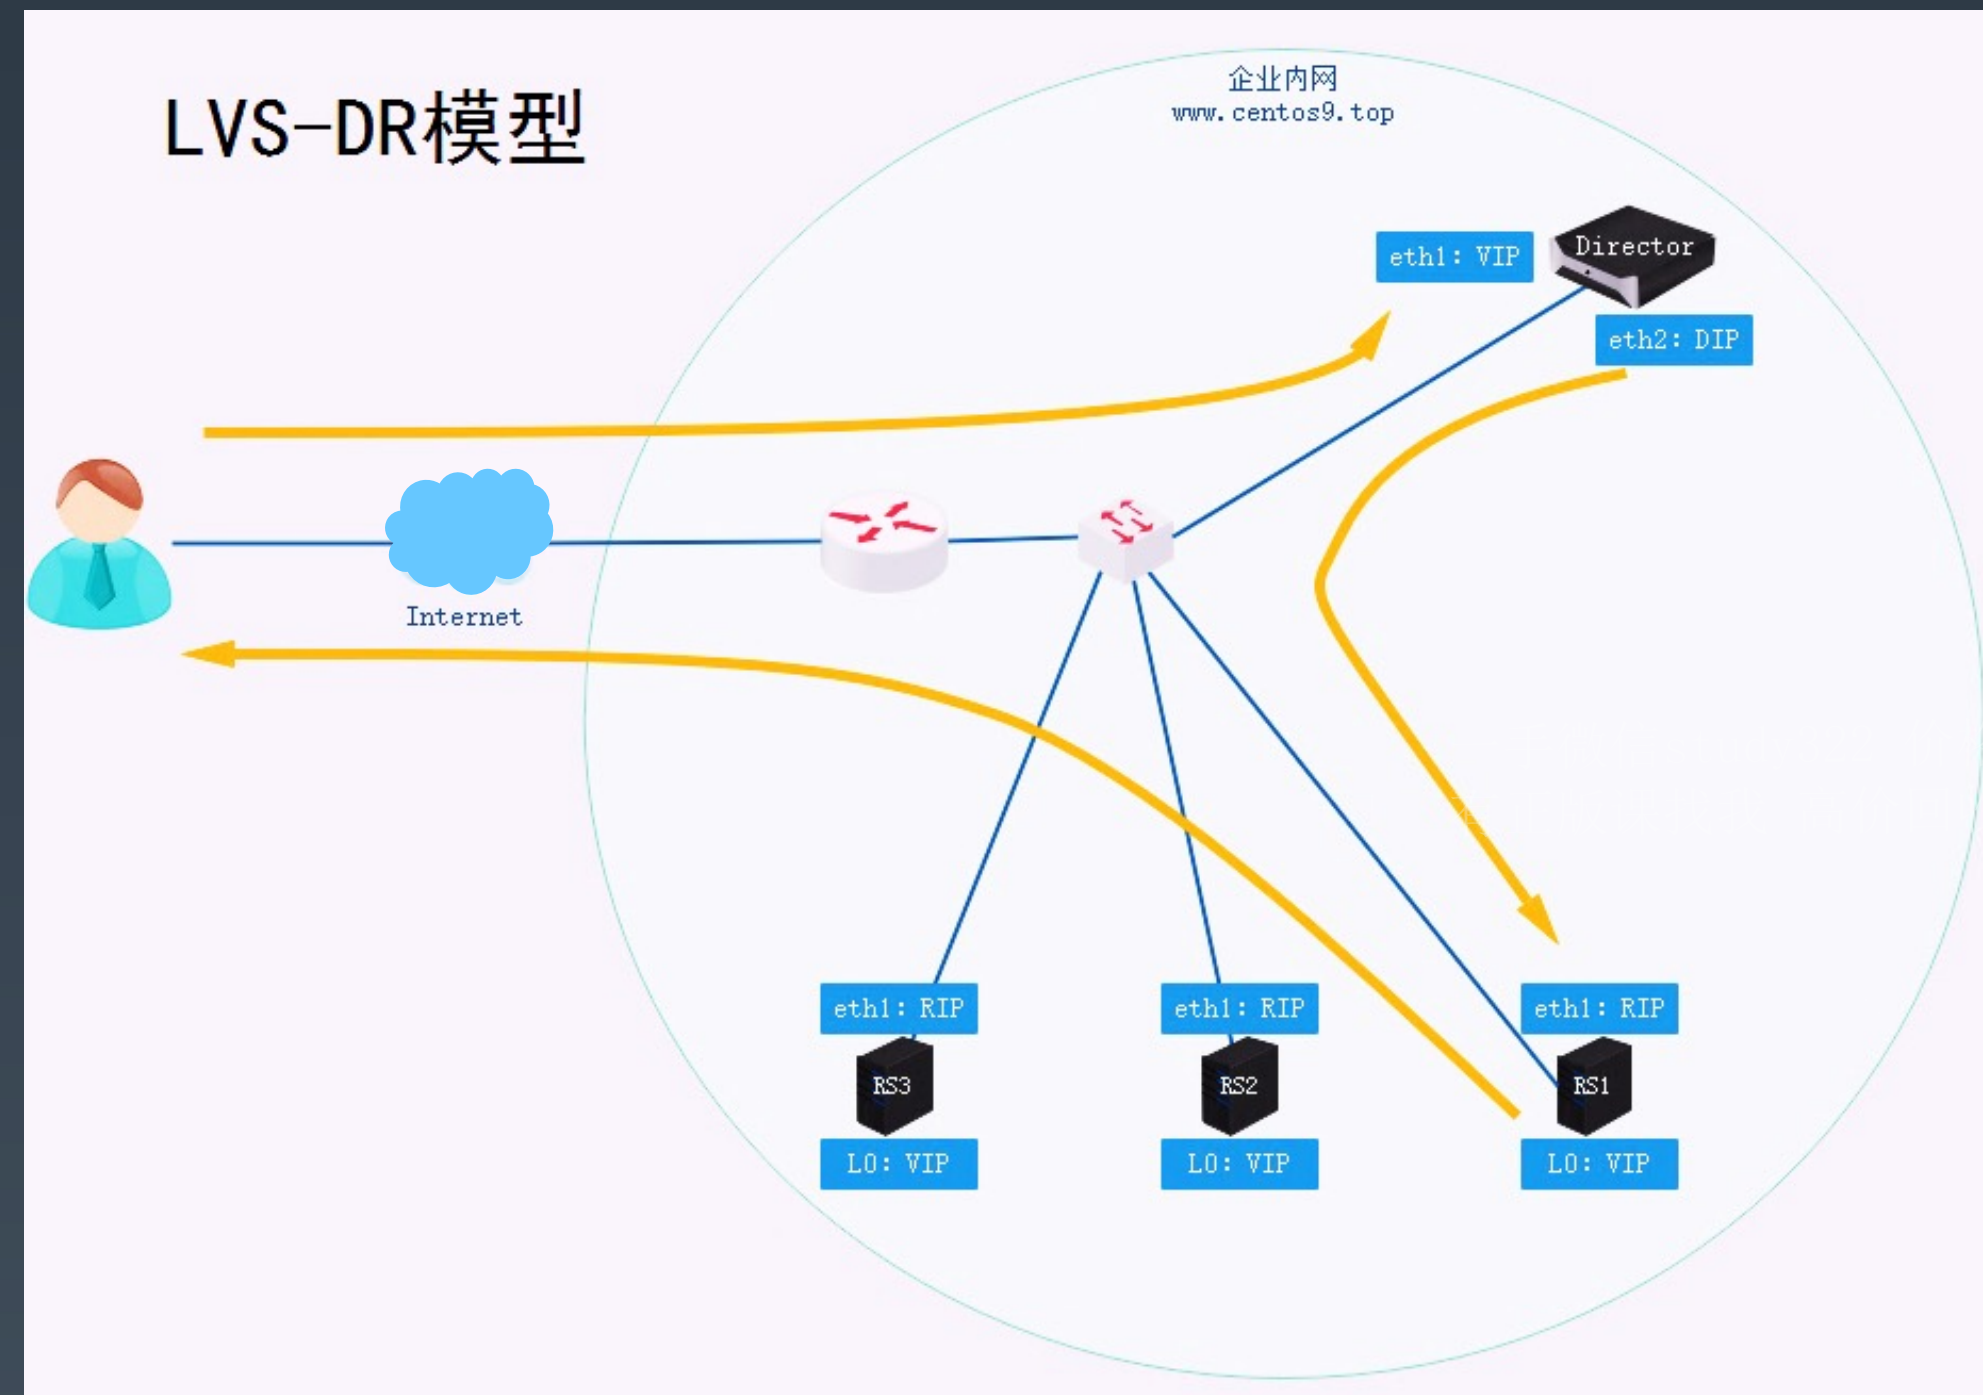 LVS-DR模型
企业内网
www.centos9.top
eth1: VIP
Director
eth2: DIP
Internet
eth1: RIP
eth1: RIP
eth1: RIP
RS3
RS2
RS1
LO: VIP
LO: VIP
LO: VIP